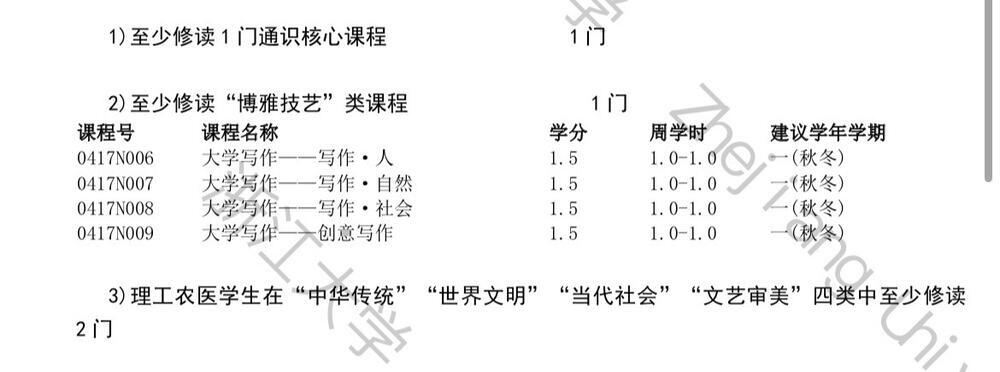 1)至少修读1门通识核心课程 1门
2)至少修读“博雅技艺”类课程 1门
课程号 课程名称 学分 周学时 建议学年学期
0417N006 大学写作——写作·人 1.5 1.0-1.0 一(秋冬)
0417N007 大学写作——写作·自然 1.5 1.0-1.0 一(秋冬)
0417N008 大学写作——写作·社会 1.5 1.0-1.0 一(秋冬)
0417N009 大学写作——创意写作 1.5 1.0-1.0 一(秋冬)
3)理工农医学生在“中华传统”“世界文明”“当代社会”“文艺审美”四类中至少修读
2门
浙江大学
Zhejiang Uni
学